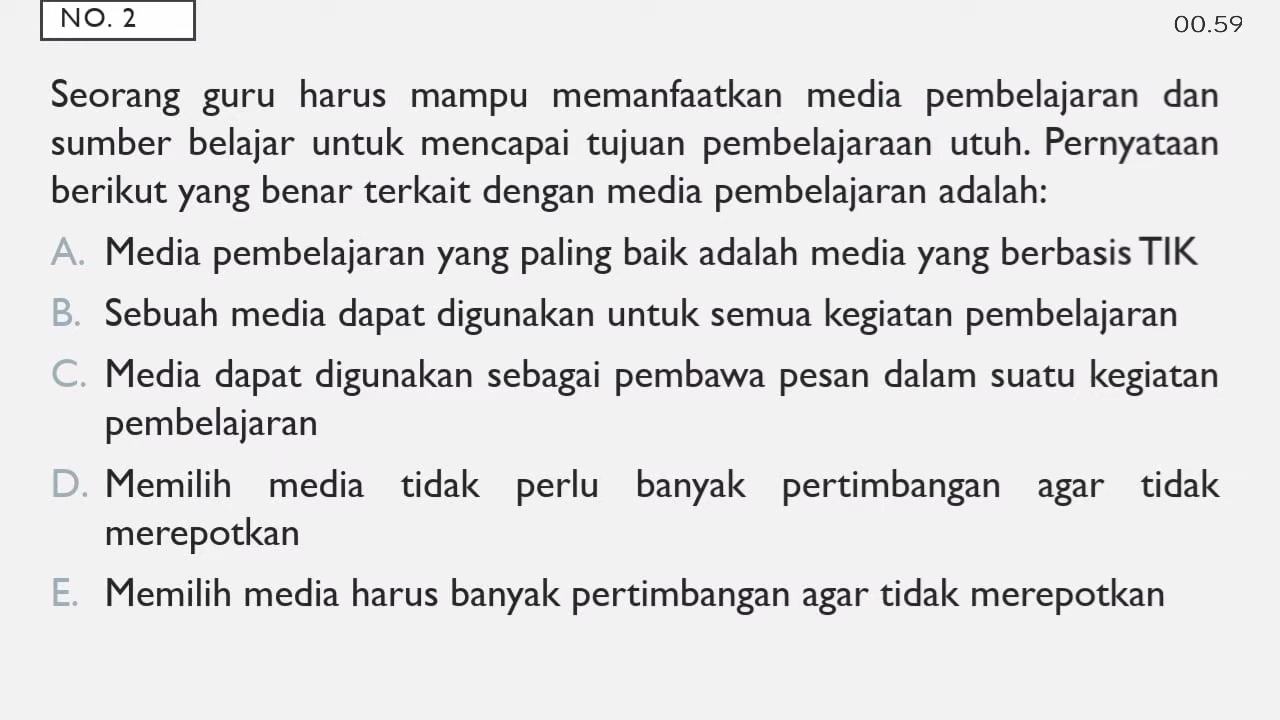 NO. 2
00.59
Seorang guru harus mampu memanfaatkan media pembelajaran dan
sumber belajar untuk mencapai tujuan pembelajaraan utuh. Pernyataan
berikut yang benar terkait dengan media pembelajaran adalah:
A. Media pembelajaran yang paling baik adalah media yang berbasis TIK
B. Sebuah media dapat digunakan untuk semua kegiatan pembelajaran
C. Media dapat digunakan sebagai pembawa pesan dalam suatu kegiatan
pembelajaran
D. Memilih media tidak perlu banyak pertimbangan agar tidak
merepotkan
E. Memilih media harus banyak pertimbangan agar tidak merepotkan